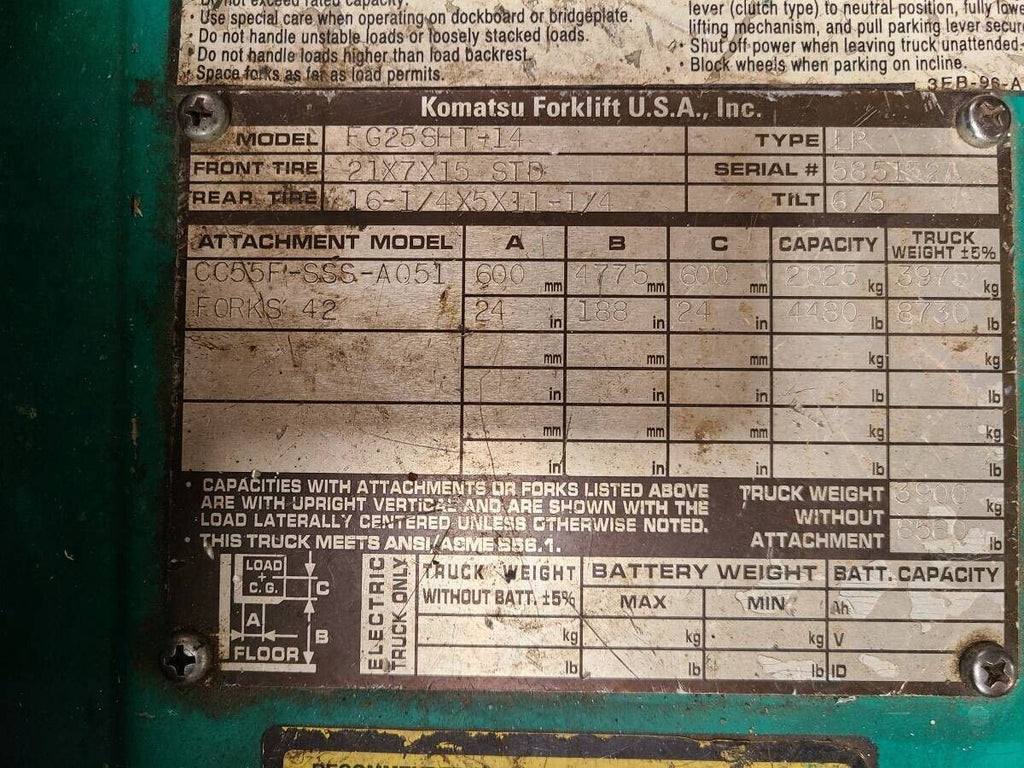 Do not exceed rated capacity.
• Use special care when operating on dockboard or bridgeplate.
Do not handle unstable loads or loosely stacked loads.
Do not handle loads higher than load backrest.
• Space forks as far as load permits.
lever (clutch type) to neutral position, fully
lifting mechanism, and pull parking lever
• Shut off power when leaving truck unattended.
• Block wheels when parking on incline.
3EB-96-A
Komatsu Forklift U.S.A., Inc.
MODEL FG25SHT-14 TYPE LP
FRONT TIRE 21X7X15 STD SERIAL #
REAR TIRE 16-1/4X5X11-1/4 TILT 6/5
ATTACHMENT MODEL A B C CAPACITY TRUCK WEIGHT ±5%
CC55F-SSS-A051 600 mm 4775 mm 600 mm 2025 kg kg
FORKS 42 24 in 188 in 24 in 4480 lb 8730 lb
mm mm mm kg kg
in in in lb lb
mm mm mm kg kg
in in in lb lb
• CAPACITIES WITH ATTACHMENTS OR FORKS LISTED ABOVE
ARE WITH UPRIGHT VERTICAL AND ARE SHOWN WITH THE
LOAD LATERALLY CENTERED UNLESS OTHERWISE NOTED.
• THIS TRUCK MEETS ANSI/ASME B56.1.
TRUCK WEIGHT
WITHOUT
ATTACHMENT
3900 kg
lb
LOAD
C.G.
A
B
C
FLOOR
ELECTRIC
TRUCK ONLY
TRUCK WEIGHT
WITHOUT BATT. ±5%
kg
lb
BATTERY WEIGHT
MAX MIN
kg kg
lb lb
BATT. CAPACITY
Ah
V
ID